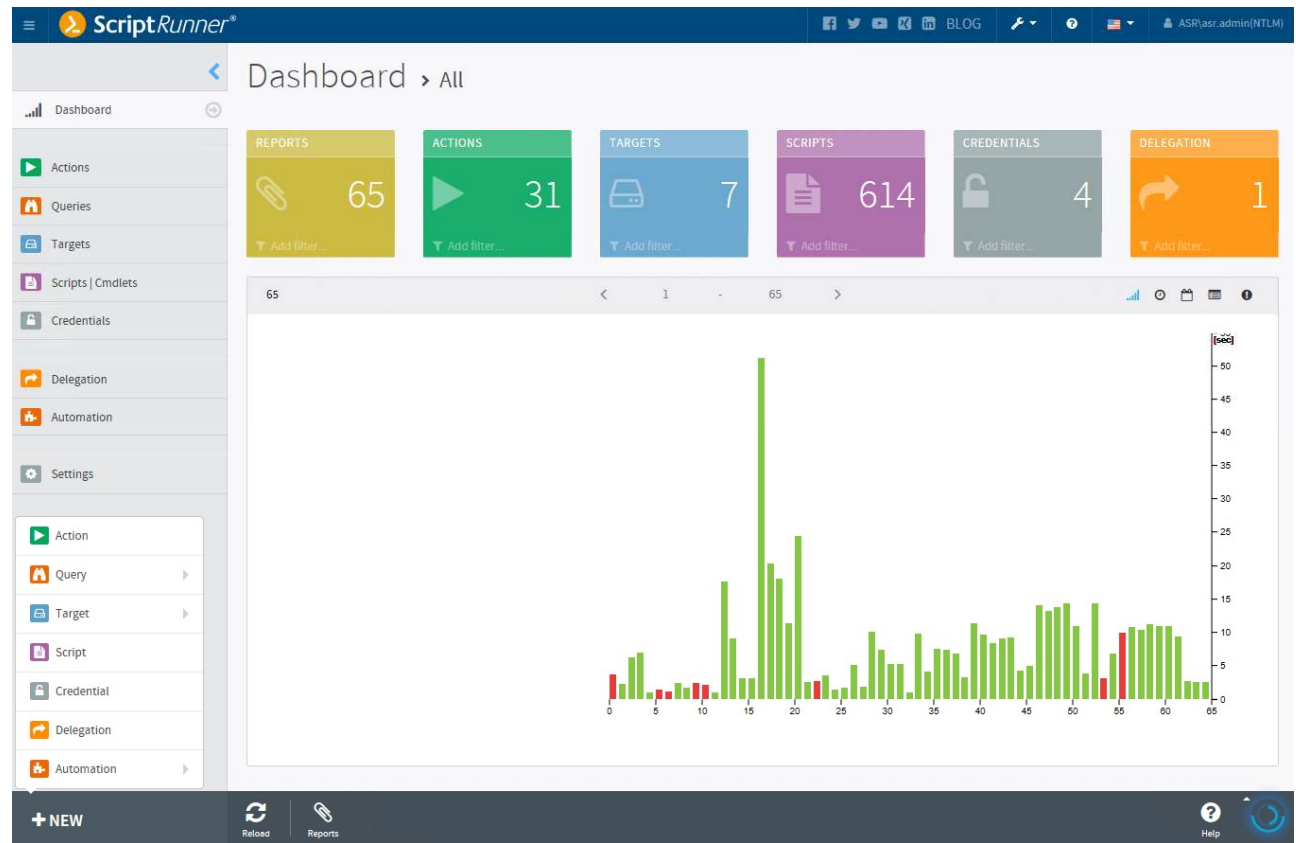 ScriptRunner®
BLOG
ASR\asr.admin(NTLM)
Dashboard
Actions
Queries
Targets
Scripts | Cmdlets
Credentials
Delegation
Automation
Settings
Action
Query
Target
Script
Credential
Delegation
Automation
+ NEW
Dashboard › All
REPORTS
65
Add filter...
ACTIONS
31
Add filter...
TARGETS
7
Add filter...
SCRIPTS
614
Add filter...
CREDENTIALS
4
Add filter...
DELEGATION
1
Add filter...
65 < 1 - 65 >
[sec]
50
45
40
35
30
25
20
15
10
5
0
0 5 10 15 20 25 30 35 40 45 50 55 60 65
Reload
Reports
Help